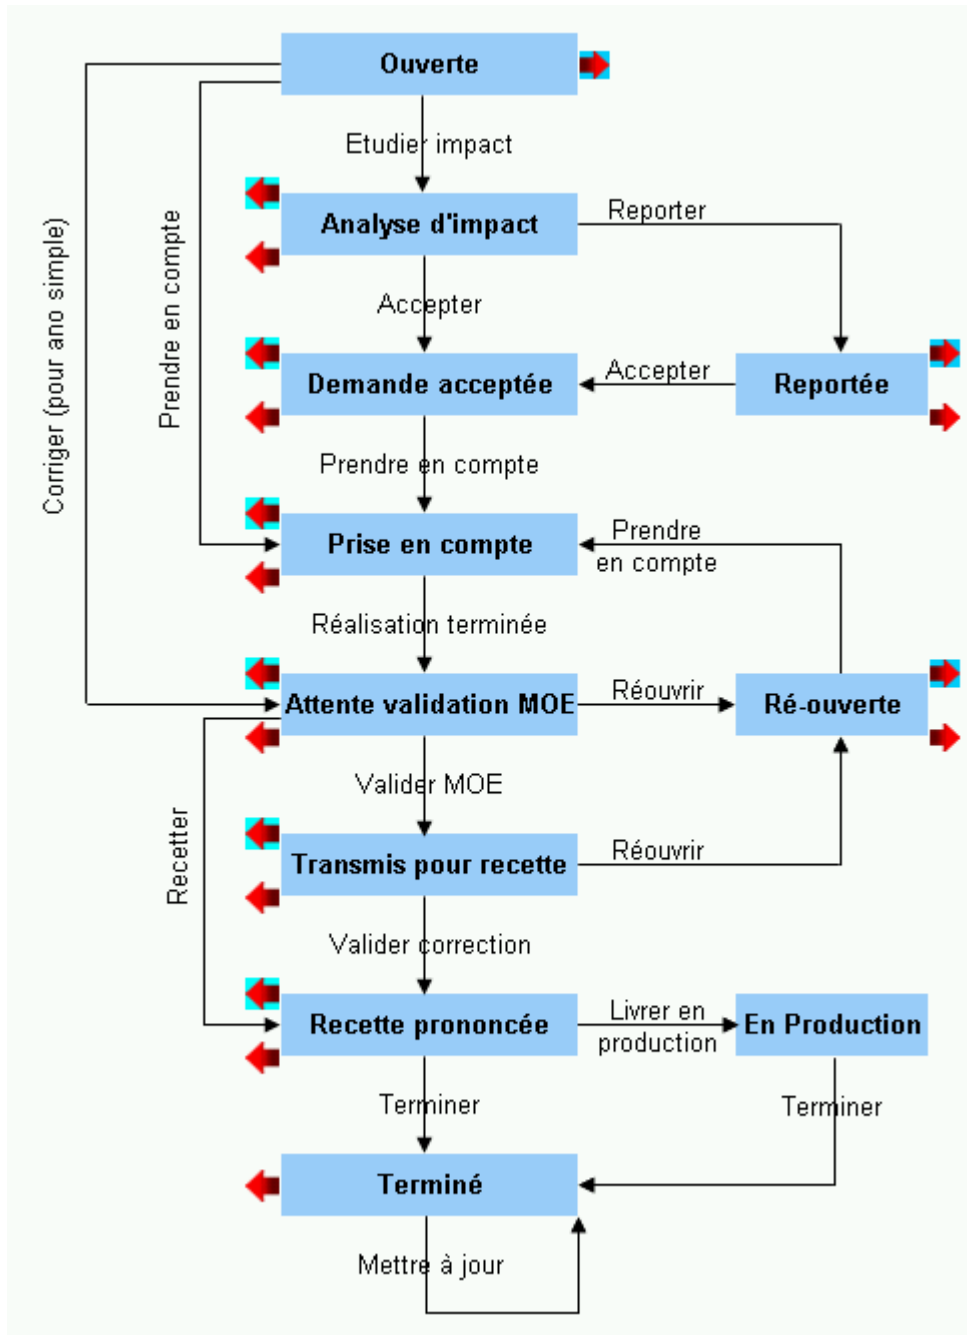 Ouverte
Etudier impact
Analyse d'impact
Reporter
Corriger (pour ano simple)
Prendre en compte
Accepter
Demande acceptée
Accepter
Reportée
Prendre en compte
Prise en compte
Prendre
en compte
Réalisation terminée
Attente validation MOE
Réouvrir
Ré-ouverte
Valider MOE
Recetter
Transmis pour recette
Réouvrir
Valider correction
Recette prononcée
Livrer en
production
En Production
Terminer
Terminer
Terminé
Mettre à jour